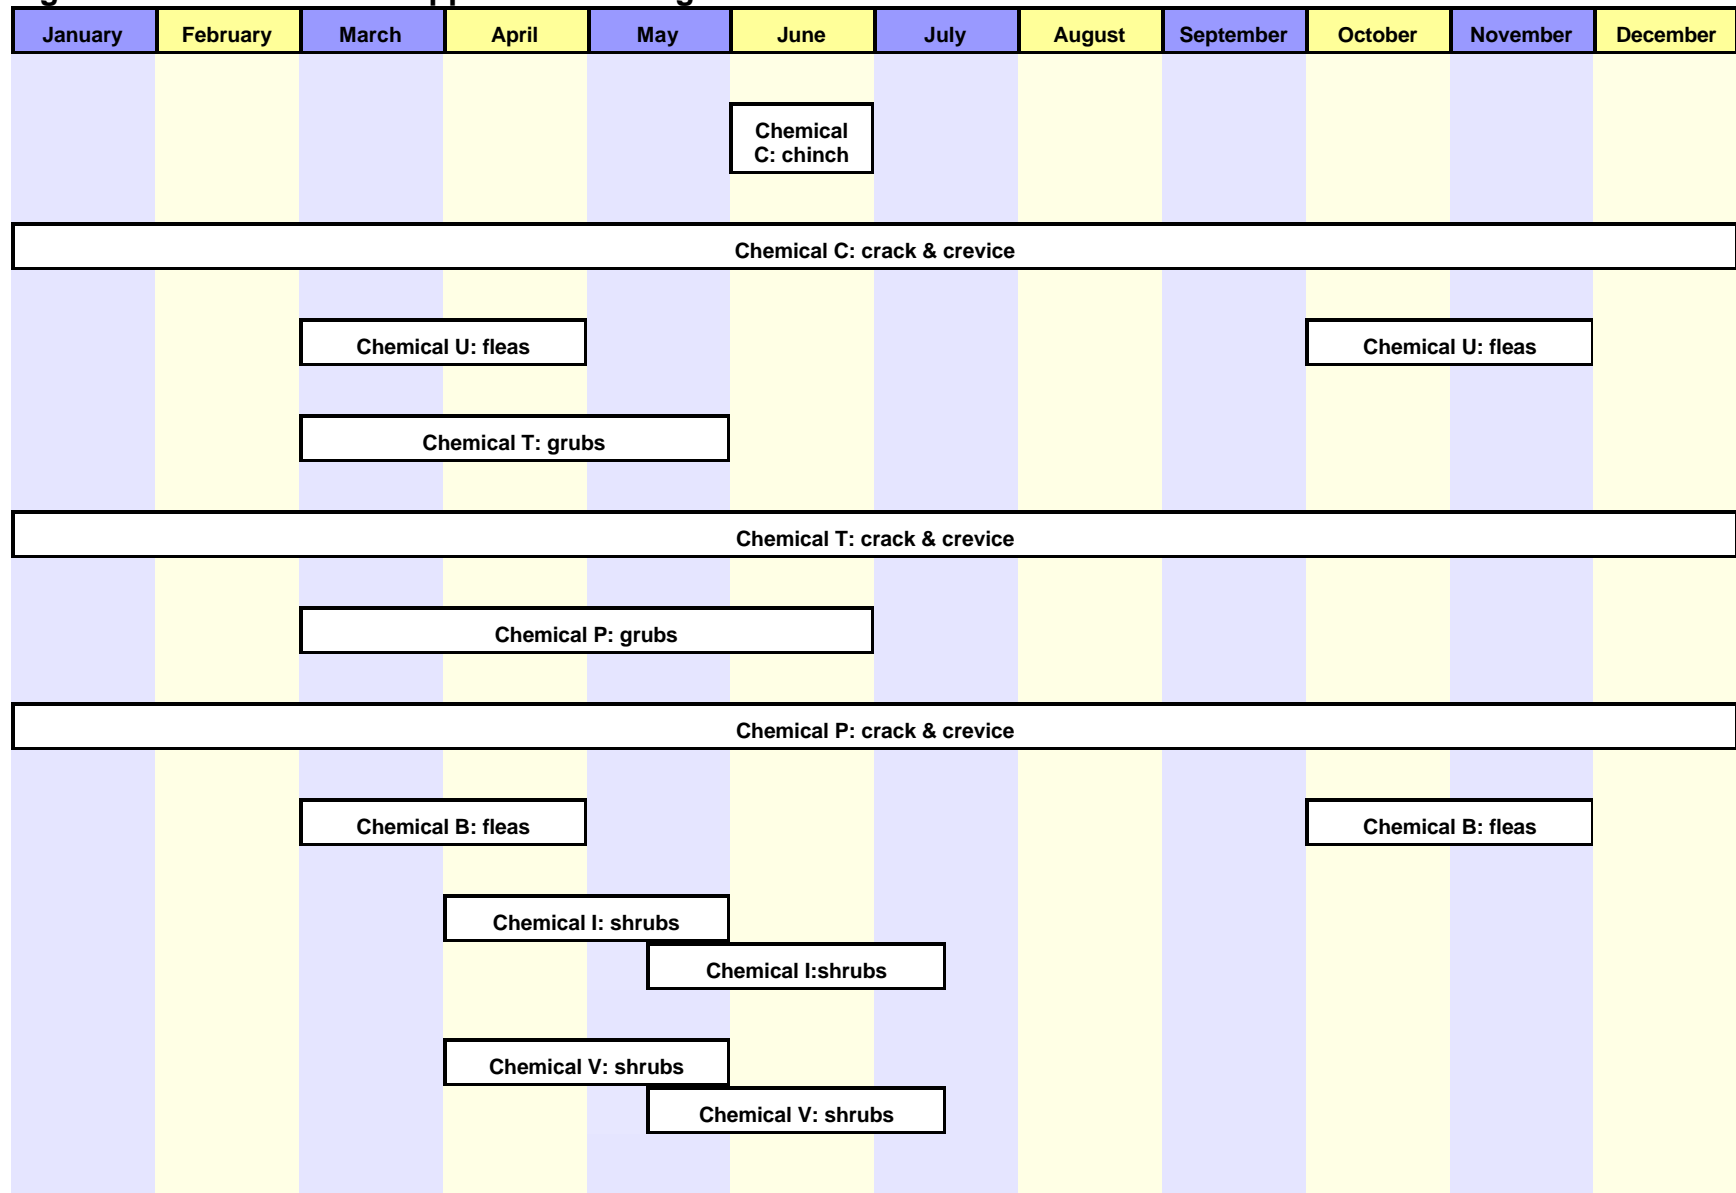 January February March April May June July August September October November December
Chemical
C: chinch
Chemical C: crack & crevice
Chemical U: fleas Chemical U: fleas
Chemical T: grubs
Chemical T: crack & crevice
Chemical P: grubs
Chemical P: crack & crevice
Chemical B: fleas Chemical B: fleas
Chemical I: shrubs
Chemical I:shrubs
Chemical V: shrubs
Chemical V: shrubs